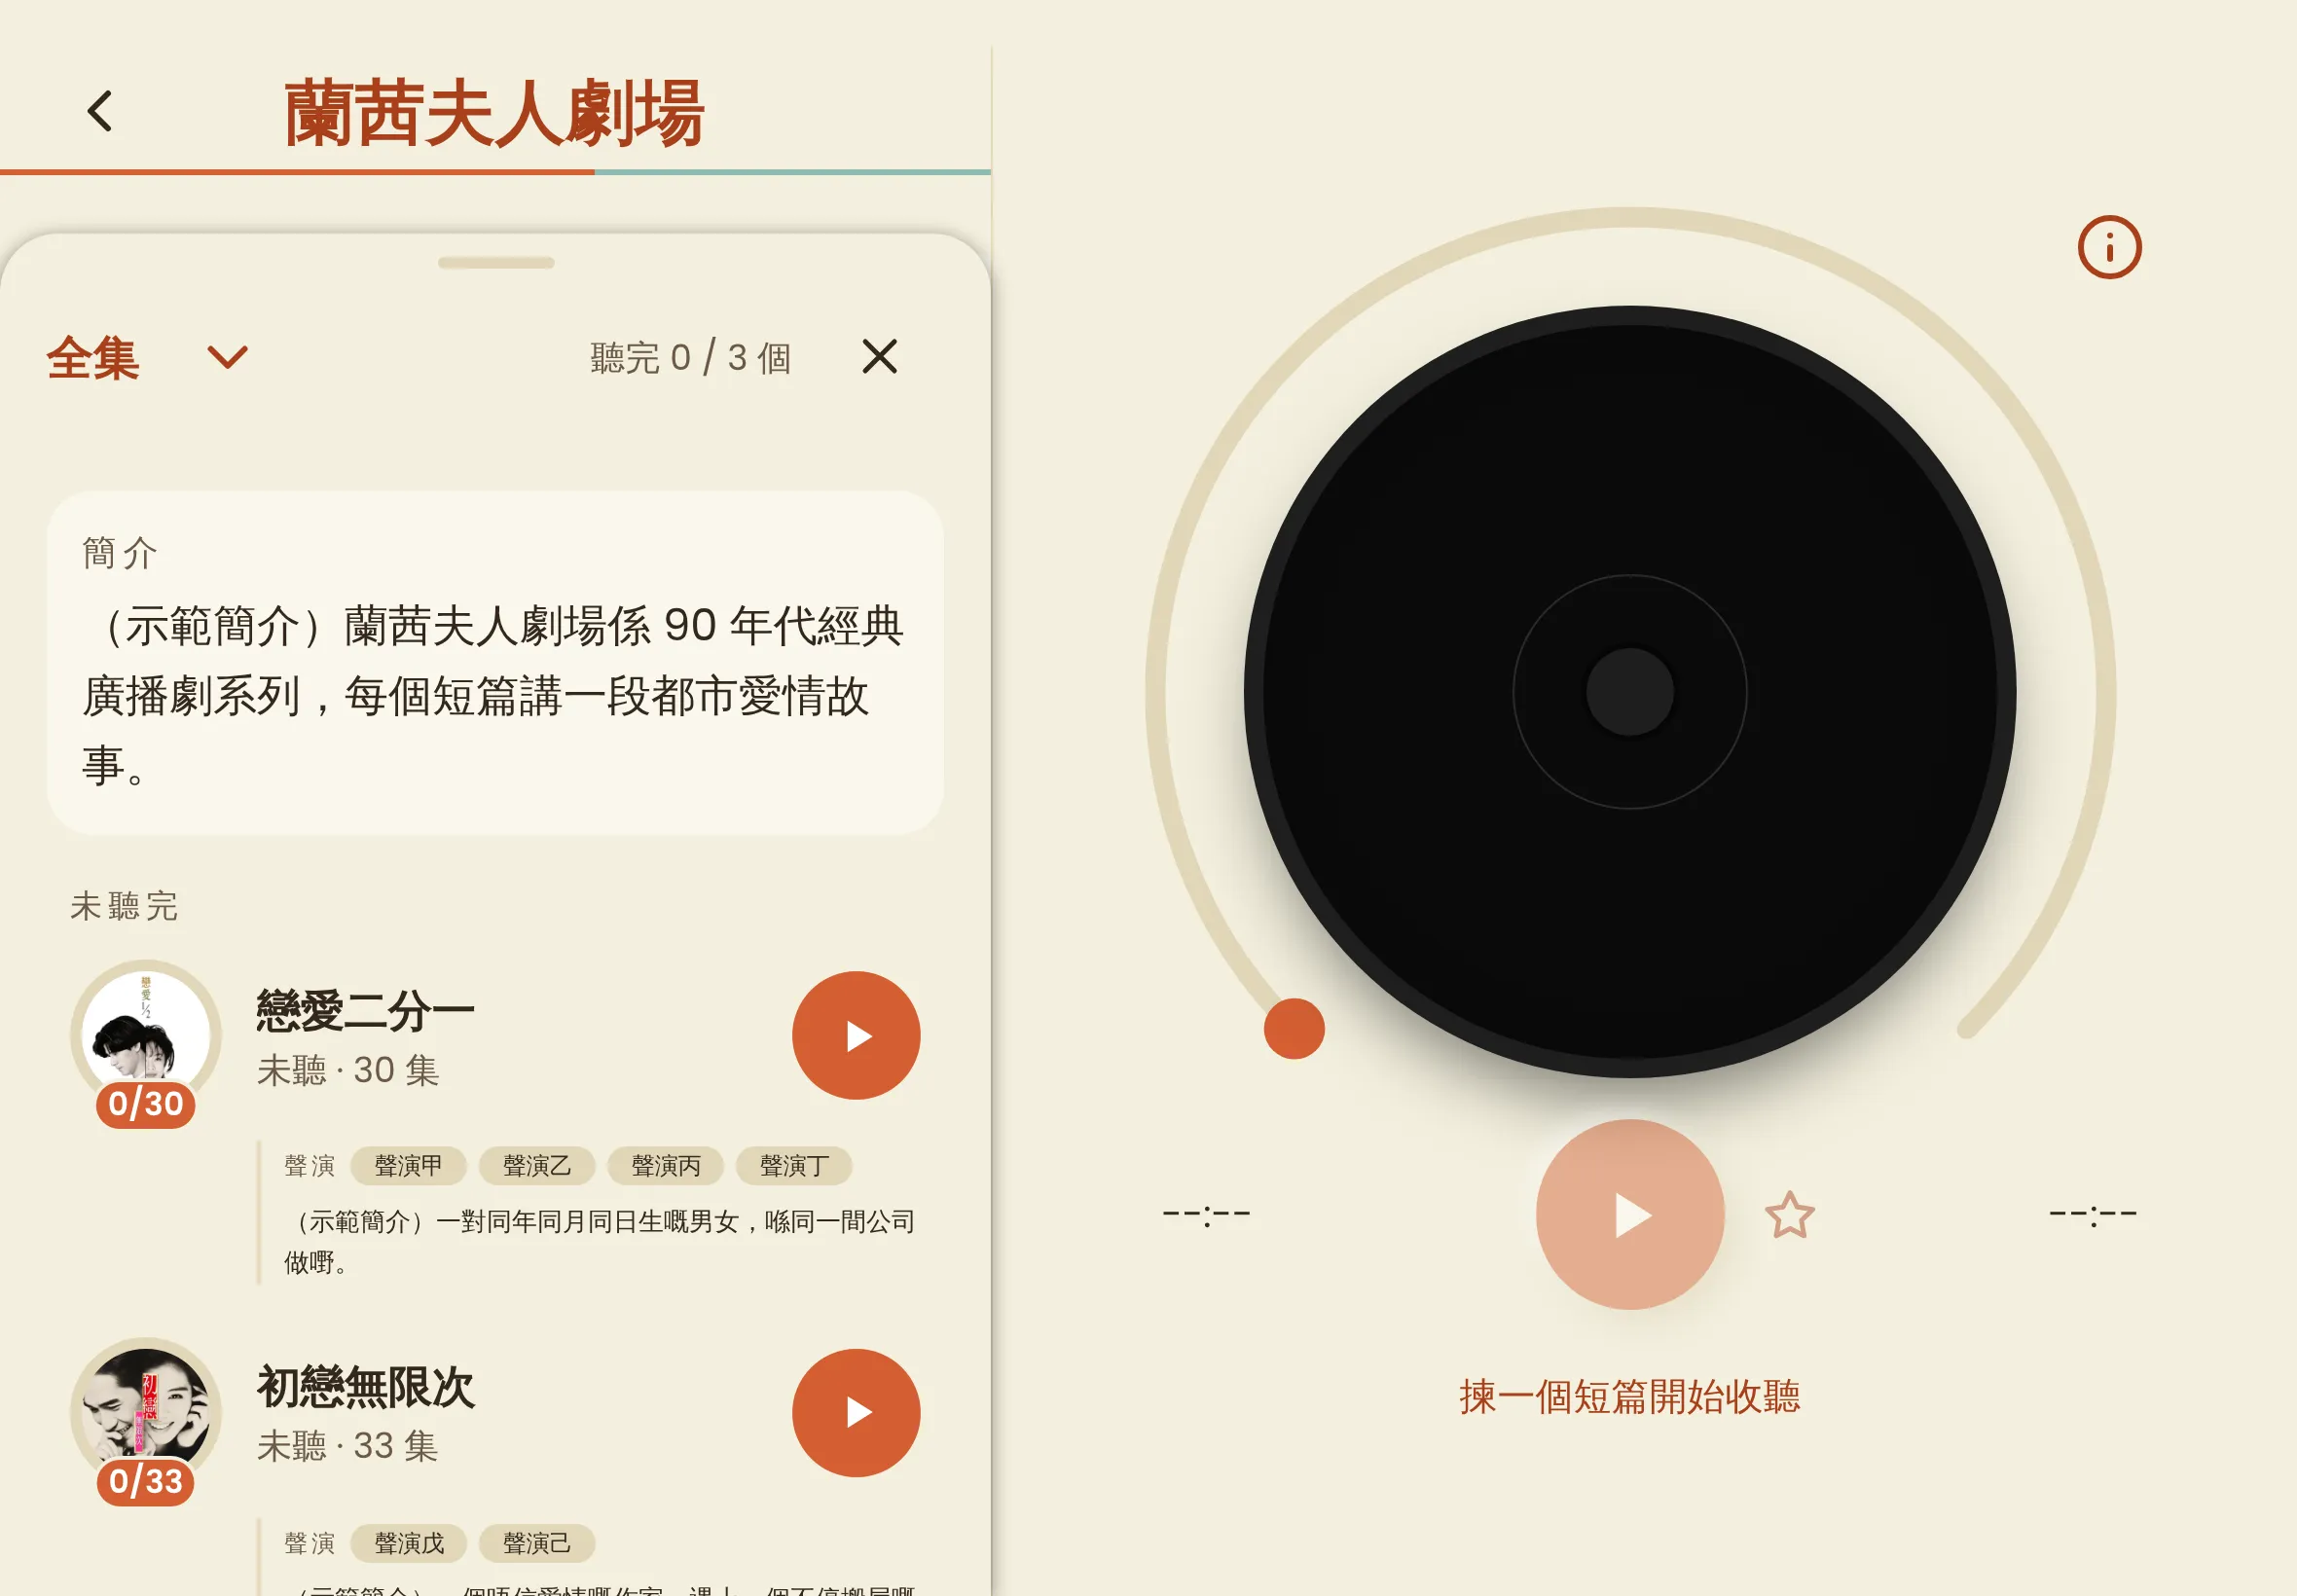 蘭茜夫人劇場
全集
聽完 0 / 3 個
簡介
（示範簡介）蘭茜夫人劇場係 90 年代經典
廣播劇系列，每個短篇講一段都市愛情故
事。
未聽完
戀愛
1/2
0/30
戀愛二分一
未聽 · 30 集
聲演 聲演甲 聲演乙 聲演丙 聲演丁
（示範簡介）一對同年同月同日生嘅男女，喺同一間公司
做嘢。
初戀
0/33
初戀無限次
未聽 · 33 集
聲演 聲演戊 聲演己
--:--
--:--
揀一個短篇開始收聽